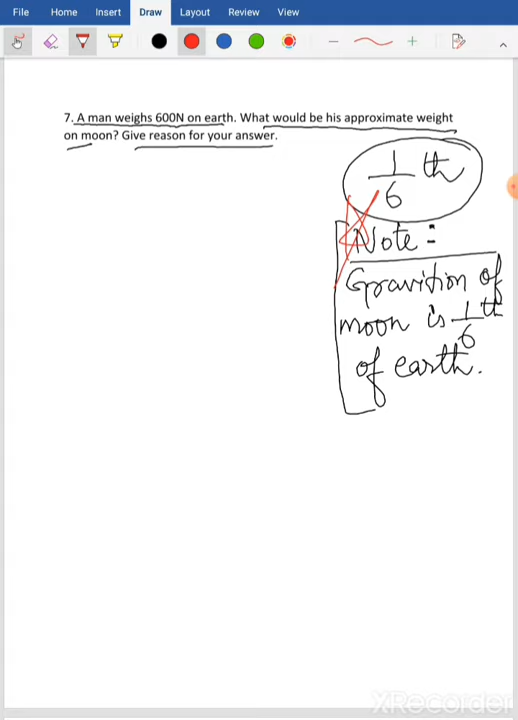 File Home Insert Draw Layout Review View
7. A man weighs 600N on earth. What would be his approximate weight
on moon? Give reason for your answer.
1/6 th
Note :-
Gravition of
moon is 1/6 th
of earth.
XRecorder